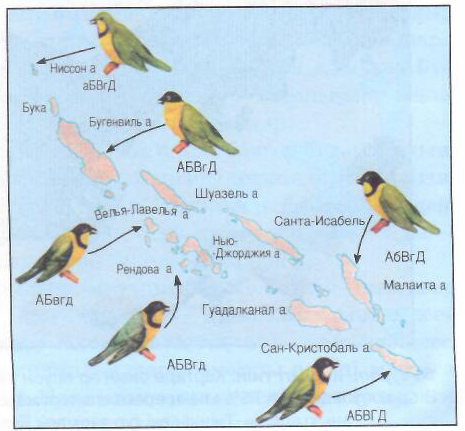 Ниссон а
аБВгД
Бука
Бугенвиль а
АБВгД
Шуазель а
Велья-Лавелья а
Санта-Исабель
Нью-
-Джорджия а
АбВгД
Рендова а
Малаита а
АБвгд
Гуадалканал а
АБВгд
Сан-Кристобаль а
АБВГД